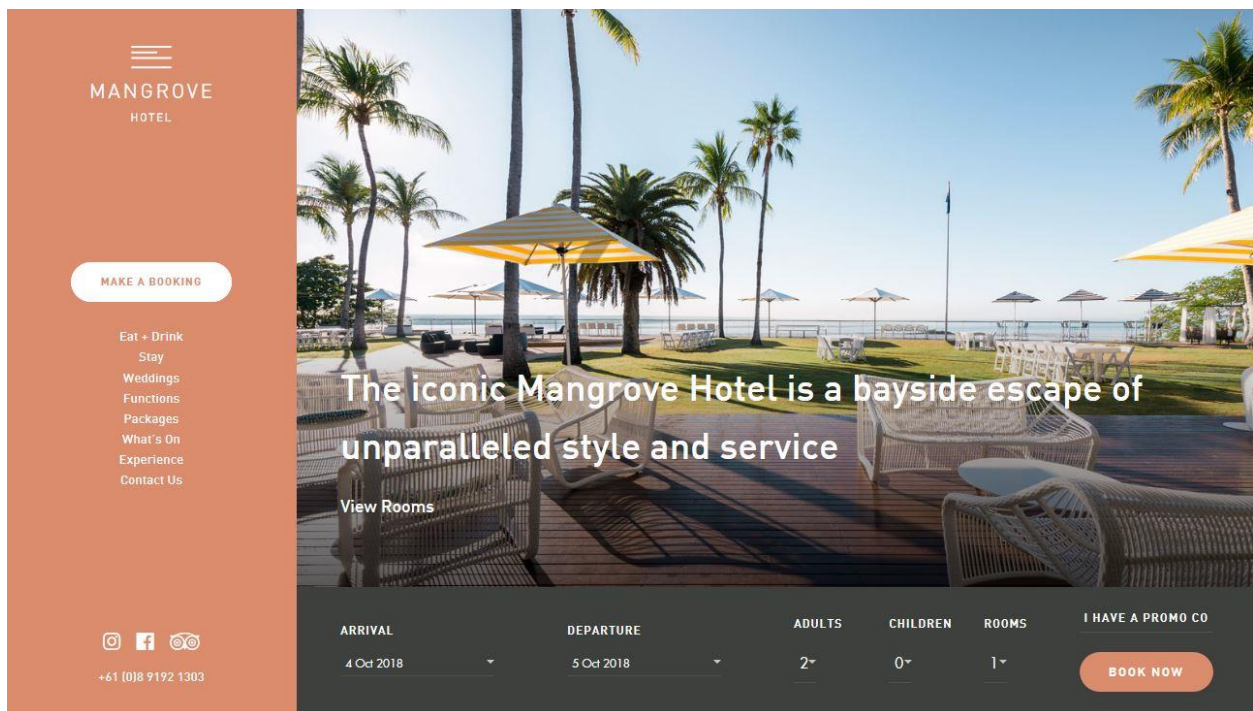 MANGROVE
HOTEL
MAKE A BOOKING
Eat + Drink
Stay
Weddings
Functions
Packages
What's On
Experience
Contact Us
+61 (0)8 9192 1303
The iconic Mangrove Hotel is a bayside escape of
unparalleled style and service
View Rooms
ARRIVAL
4 Oct 2018
DEPARTURE
5 Oct 2018
ADULTS
2
CHILDREN
0
ROOMS
1
I HAVE A PROMO CO
BOOK NOW